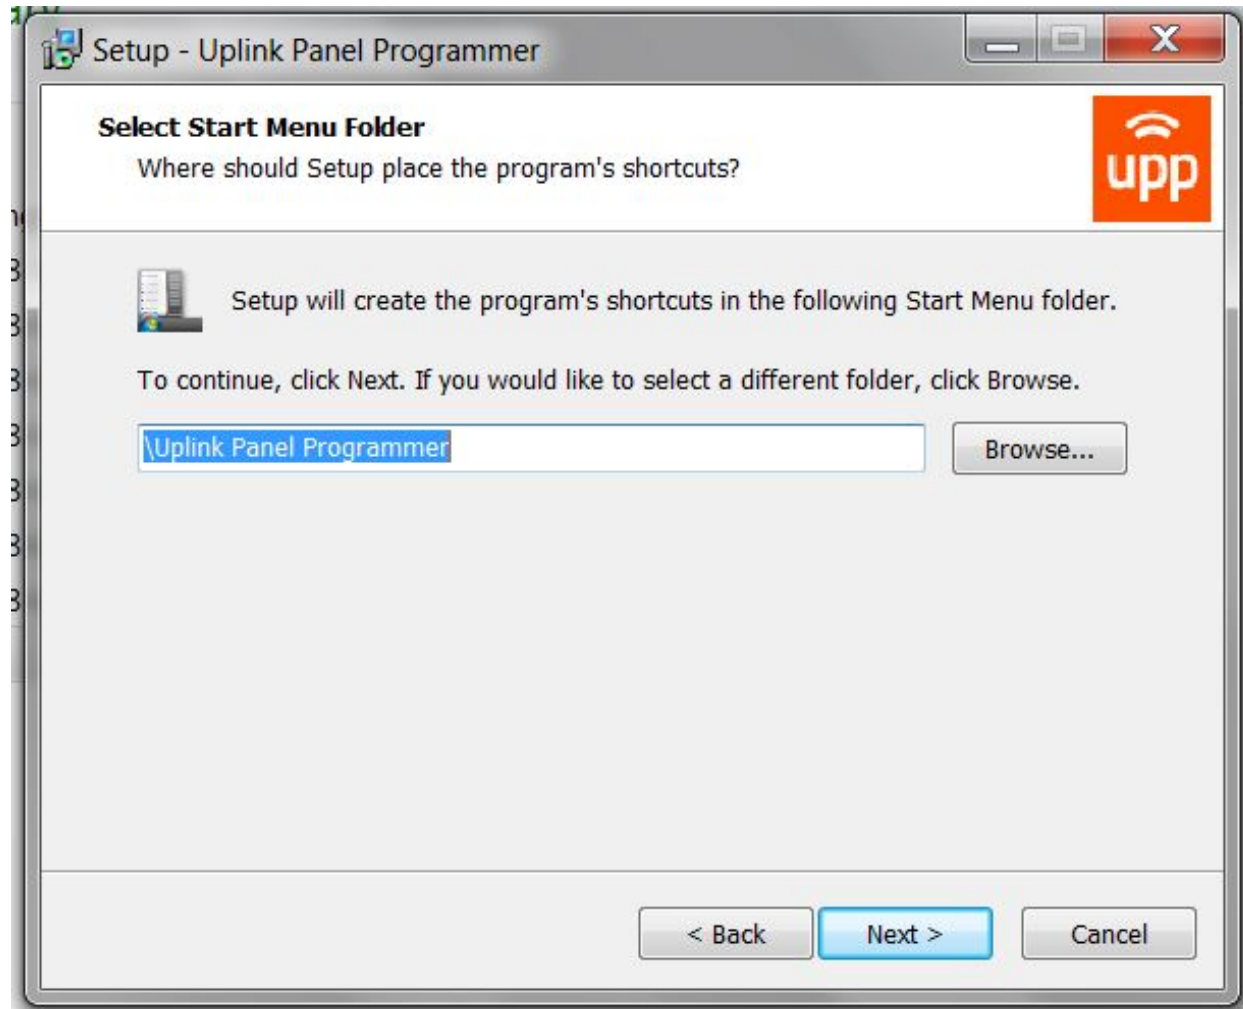 Setup - Uplink Panel Programmer
Select Start Menu Folder
Where should Setup place the program's shortcuts?
upp
Setup will create the program's shortcuts in the following Start Menu folder.
To continue, click Next. If you would like to select a different folder, click Browse.
\Uplink Panel Programmer
Browse...
< Back
Next >
Cancel